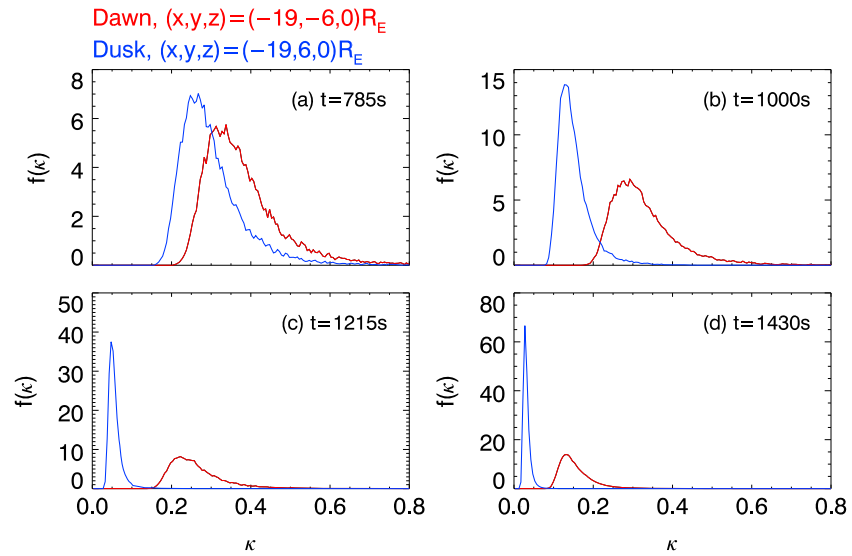 Dawn, (x,y,z)=(−19,−6,0)R_E
Dusk, (x,y,z)=(−19,6,0)R_E
(a) t=785s
f(κ)
8
6
4
2
0
(b) t=1000s
f(κ)
15
10
5
0
(c) t=1215s
f(κ)
50
40
30
20
10
0
0.0 0.2 0.4 0.6 0.8
κ
(d) t=1430s
f(κ)
80
60
40
20
0
0.0 0.2 0.4 0.6 0.8
κ